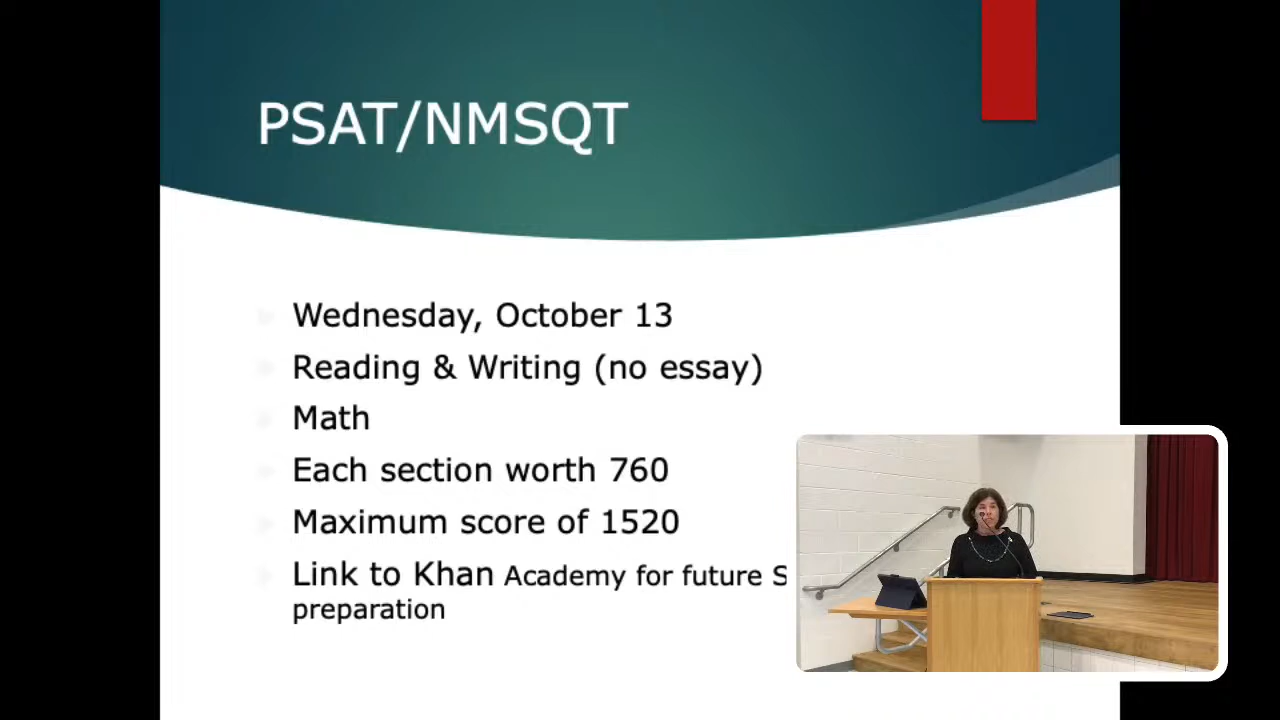 PSAT/NMSQT
Wednesday, October 13
Reading & Writing (no essay)
Math
Each section worth 760
Maximum score of 1520
Link to Khan Academy for future
preparation